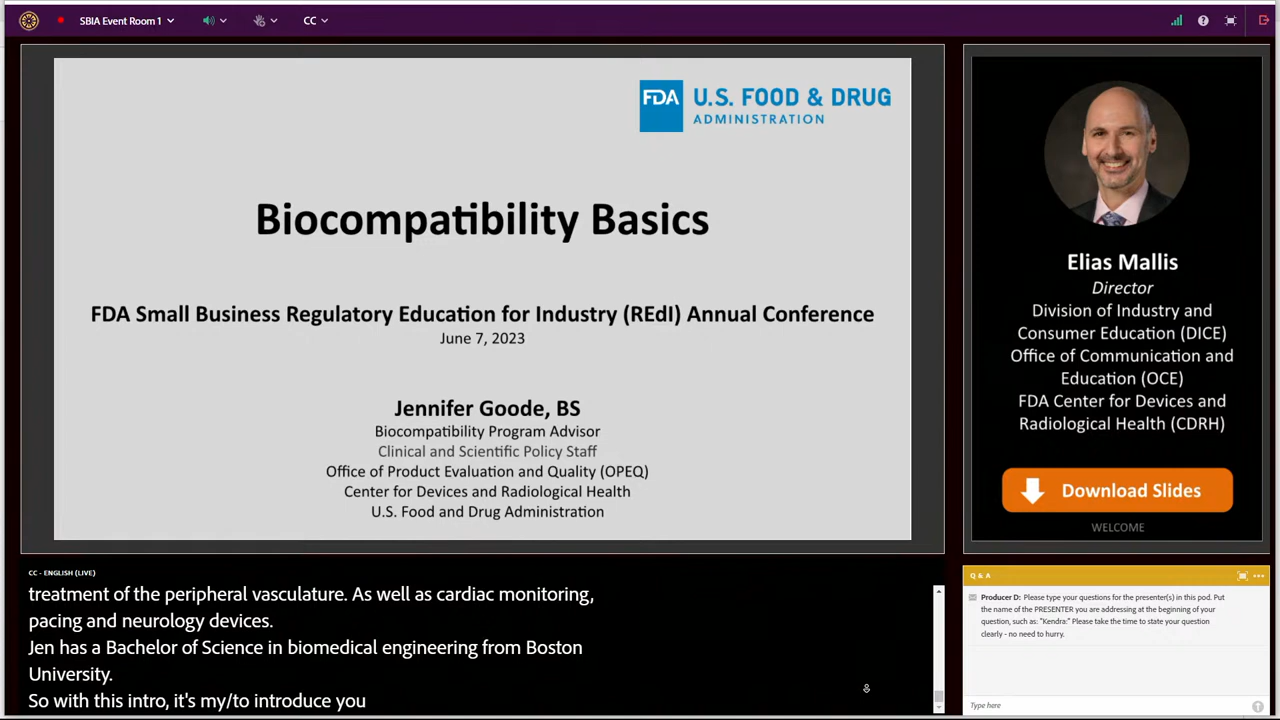 SBIA Event Room 1
CC
FDA U.S. FOOD & DRUG
ADMINISTRATION
Biocompatibility Basics
FDA Small Business Regulatory Education for Industry (REdI) Annual Conference
June 7, 2023
Jennifer Goode, BS
Biocompatibility Program Advisor
Clinical and Scientific Policy Staff
Office of Product Evaluation and Quality (OPEQ)
Center for Devices and Radiological Health
U.S. Food and Drug Administration
Elias Mallis
Director
Division of Industry and
Consumer Education (DICE)
Office of Communication and
Education (OCE)
FDA Center for Devices and
Radiological Health (CDRH)
Download Slides
WELCOME
CC - ENGLISH (LIVE)
treatment of the peripheral vasculature. As well as cardiac monitoring,
pacing and neurology devices.
Jen has a Bachelor of Science in biomedical engineering from Boston
University.
So with this intro, it's my/to introduce you
Q & A
Producer D: Please type your questions for the presenter(s) in this pod. Put
the name of the PRESENTER you are addressing at the beginning of your
question, such as: "Kendra:" Please take the time to state your question
clearly - no need to hurry.
Type here